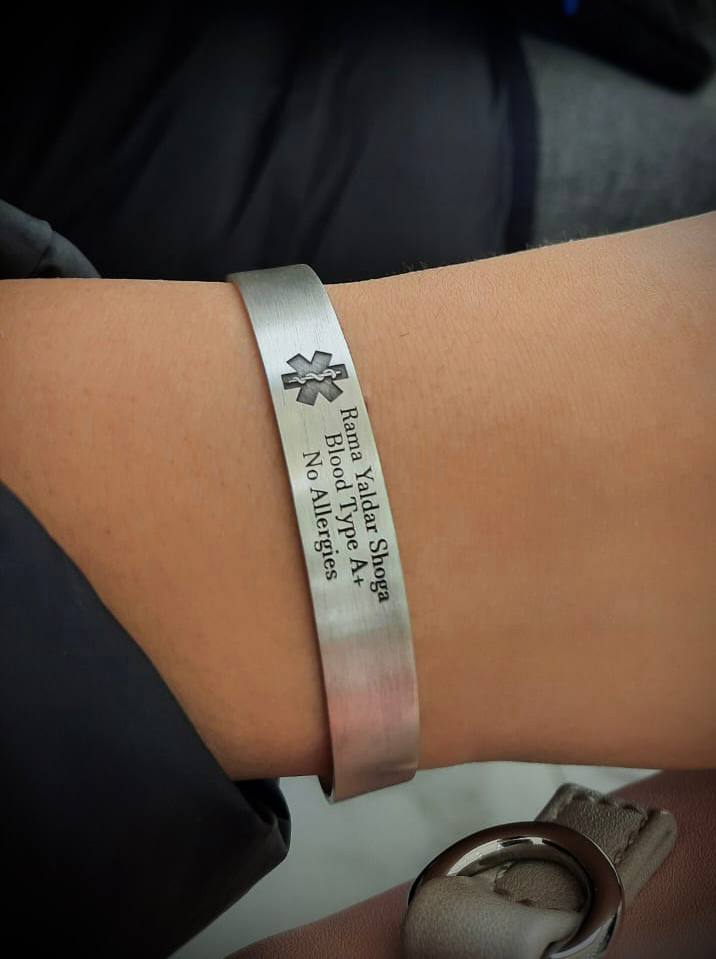 Rama Yaldar Shoga
Blood Type A+
No Allergies